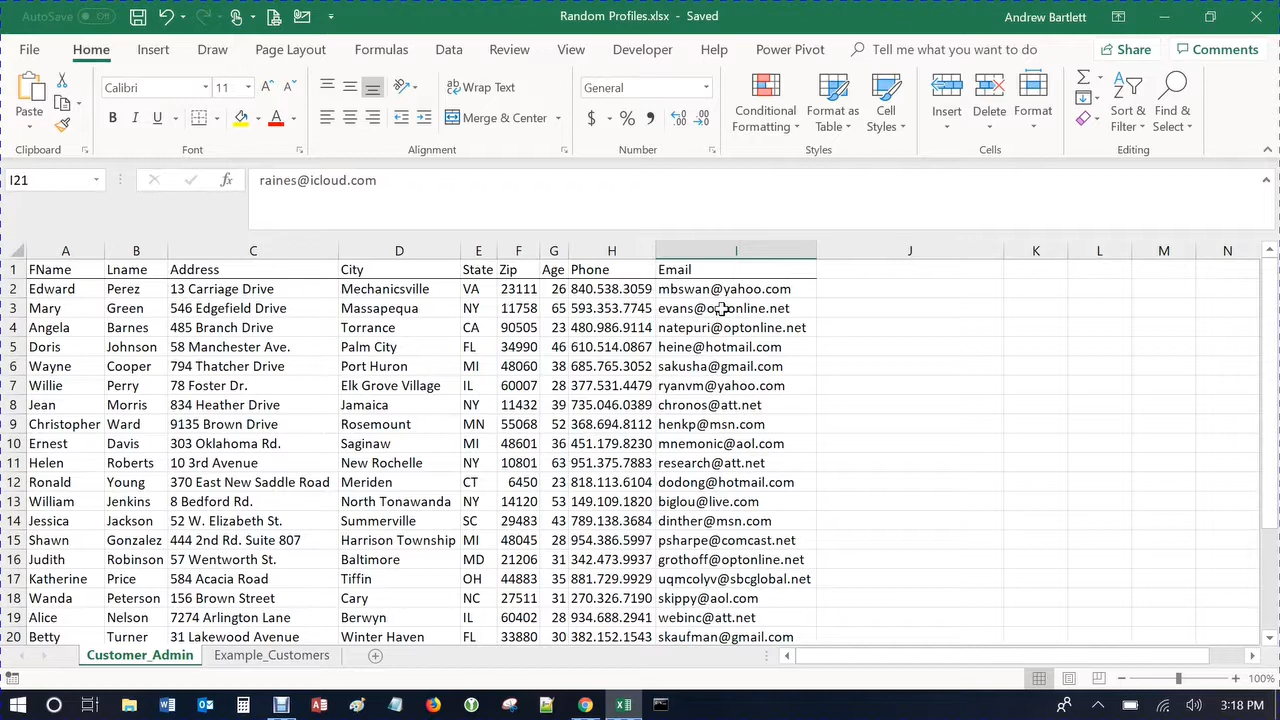 AutoSave Off Random Profiles.xlsx - Saved Andrew Bartlett
File Home Insert Draw Page Layout Formulas Data Review View Developer Help Power Pivot Tell me what you want to do Share Comments
Paste Calibri 11 A^ A˅ Wrap Text General Conditional Formatting Format as Table Cell Styles Insert Delete Format Sort & Filter Find & Select
B I U A Merge & Center $ % ,
Clipboard Font Alignment Number Styles Cells Editing
I21 fx raines@icloud.com
A B C D E F G H I J K L M N
1 FName Lname Address City State Zip Age Phone Email
2 Edward Perez 13 Carriage Drive Mechanicsville VA 23111 26 840.538.3059 mbswan@yahoo.com
3 Mary Green 546 Edgefield Drive Massapequa NY 11758 65 593.353.7745 evans@optonline.net
4 Angela Barnes 485 Branch Drive Torrance CA 90505 23 480.986.9114 natepuri@optonline.net
5 Doris Johnson 58 Manchester Ave. Palm City FL 34990 46 610.514.0867 heine@hotmail.com
6 Wayne Cooper 794 Thatcher Drive Port Huron MI 48060 38 685.765.3052 sakusha@gmail.com
7 Willie Perry 78 Foster Dr. Elk Grove Village IL 60007 28 377.531.4479 ryanvm@yahoo.com
8 Jean Morris 834 Heather Drive Jamaica NY 11432 39 735.046.0389 chronos@att.net
9 Christopher Ward 9135 Brown Drive Rosemount MN 55068 52 368.694.8112 henkp@msn.com
10 Ernest Davis 303 Oklahoma Rd. Saginaw MI 48601 36 451.179.8230 mnemonic@aol.com
11 Helen Roberts 10 3rd Avenue New Rochelle NY 10801 63 951.375.7883 research@att.net
12 Ronald Young 370 East New Saddle Road Meriden CT 6450 23 818.113.6104 dodong@hotmail.com
13 William Jenkins 8 Bedford Rd. North Tonawanda NY 14120 53 149.109.1820 biglou@live.com
14 Jessica Jackson 52 W. Elizabeth St. Summerville SC 29483 43 789.138.3684 dinther@msn.com
15 Shawn Gonzalez 444 2nd Rd. Suite 807 Harrison Township MI 48045 28 954.386.5997 psharpe@comcast.net
16 Judith Robinson 57 Wentworth St. Baltimore MD 21206 31 342.473.9937 grothoff@optonline.net
17 Katherine Price 584 Acacia Road Tiffin OH 44883 35 881.729.9929 uqmcolyv@sbcglobal.net
18 Wanda Peterson 156 Brown Street Cary NC 27511 31 270.326.7190 skippy@aol.com
19 Alice Nelson 7274 Arlington Lane Berwyn IL 60402 28 934.688.2941 webinc@att.net
20 Betty Turner 31 Lakewood Avenue Winter Haven FL 33880 30 382.152.1543 skaufman@gmail.com
Customer_Admin Example_Customers
100%
3:18 PM